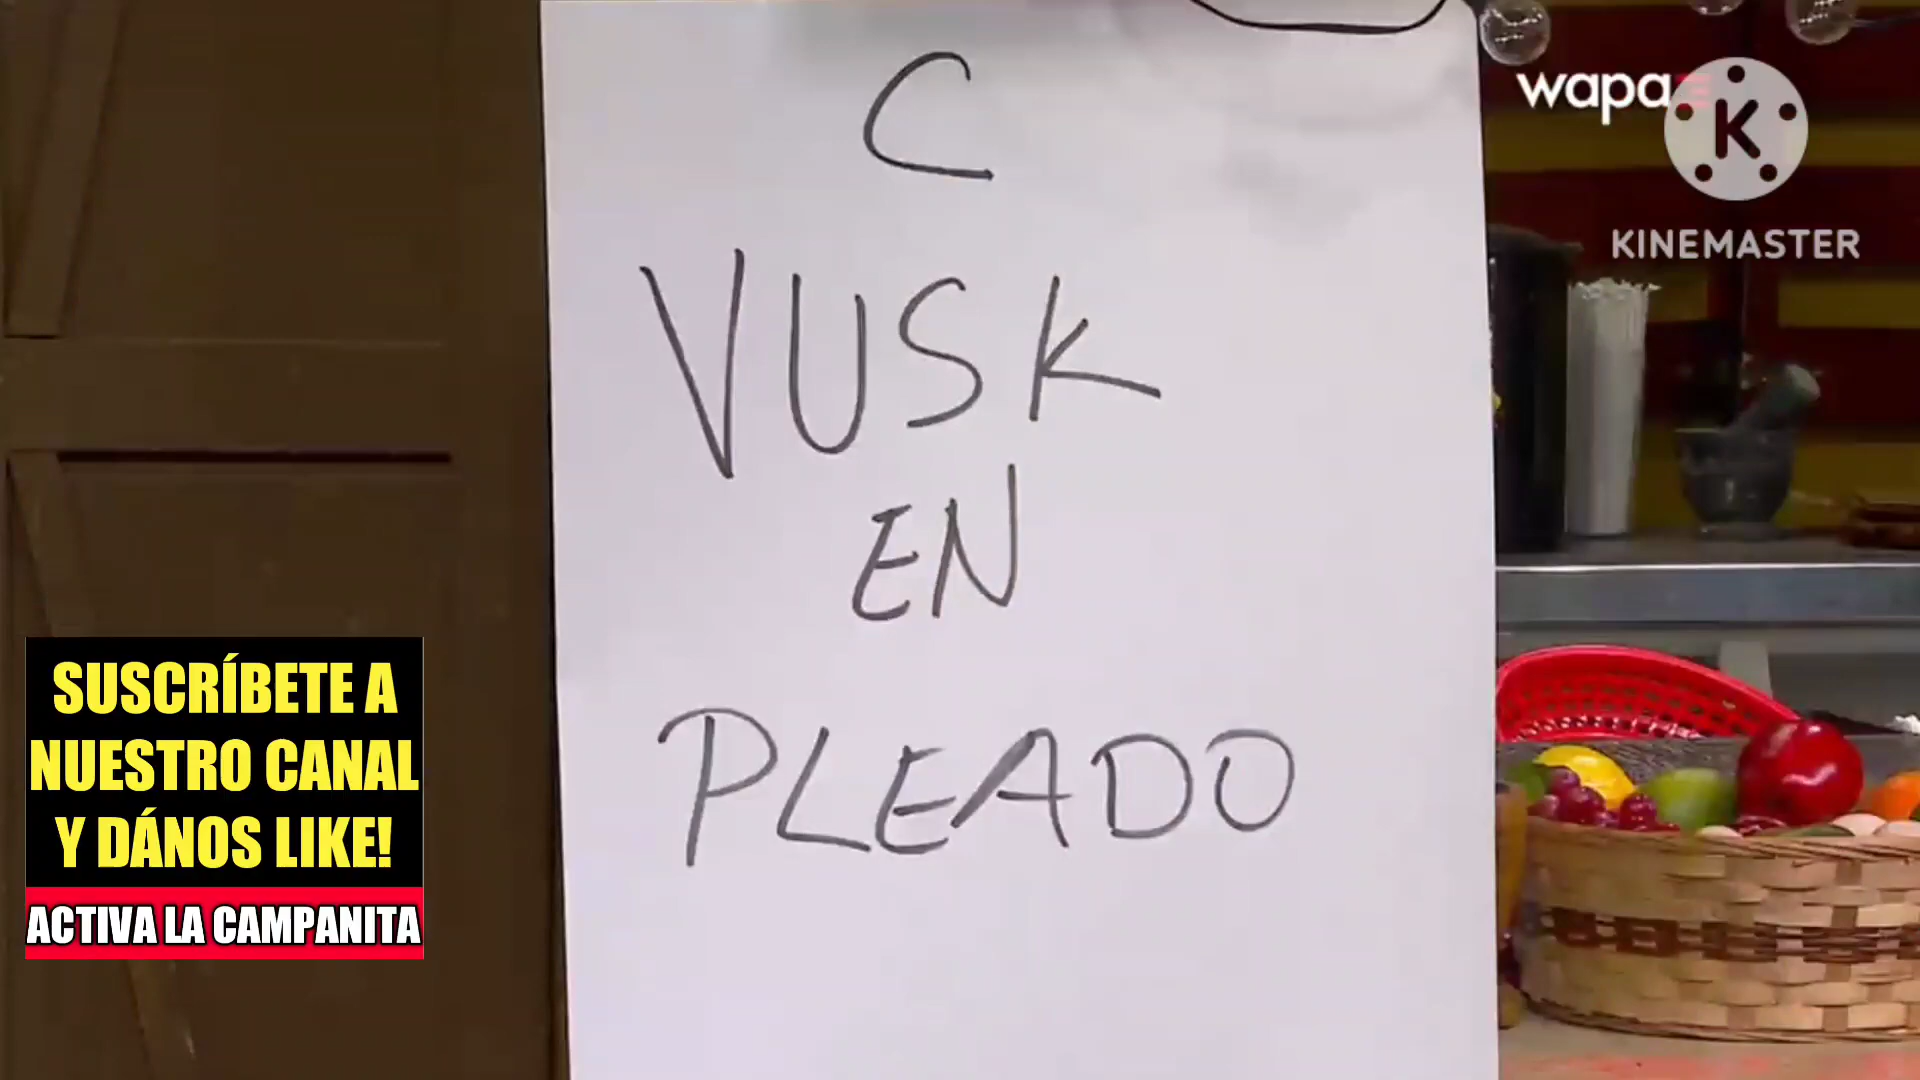 C
VUSK
EN
PLEADO
wapa
K
KINEMASTER
SUSCRÍBETE A
NUESTRO CANAL
Y DÁNOS LIKE!
ACTIVA LA CAMPANITA